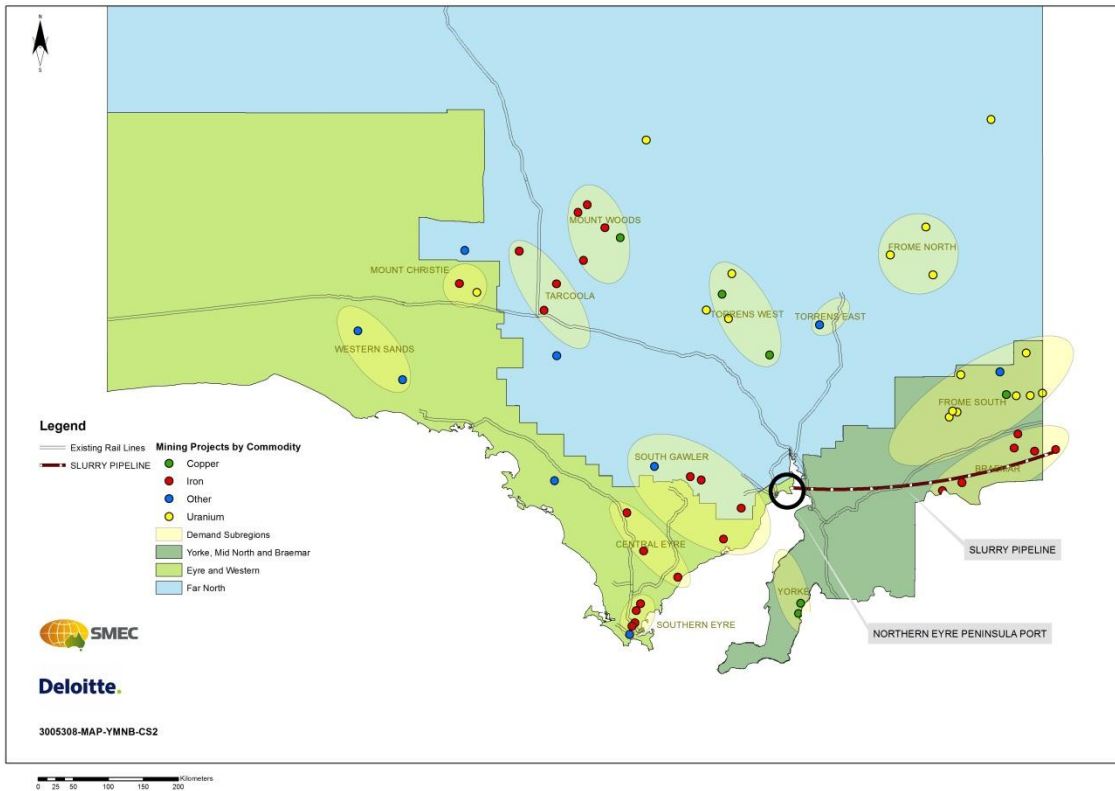 N
S
MOUNT WOODS
FROME NORTH
MOUNT CHRISTIE
TARCOOLA
TORRENS WEST
TORRENS EAST
WESTERN SANDS
FROME SOUTH
SOUTH GAWLER
BRAEMAR
CENTRAL EYRE
YORKE
SOUTHERN EYRE
SLURRY PIPELINE
NORTHERN EYRE PENINSULA PORT
Legend
Existing Rail Lines
SLURRY PIPELINE
Mining Projects by Commodity
Copper
Iron
Other
Uranium
Demand Subregions
Yorke, Mid North and Braemar
Eyre and Western
Far North
SMEC
Deloitte.
3005308-MAP-YMNB-CS2
Kilometers
0 25 50 100 150 200